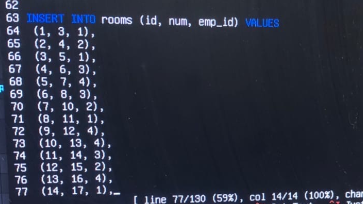 62
63 INSERT INTO rooms (id, num, emp_id) VALUES
64 (1, 3, 1),
65 (2, 4, 2),
66 (3, 5, 1),
67 (4, 6, 3),
68 (5, 7, 4),
69 (6, 8, 3),
70 (7, 10, 2),
71 (8, 11, 1),
72 (9, 12, 4),
73 (10, 13, 4),
74 (11, 14, 3),
75 (12, 15, 2),
76 (13, 16, 4),
77 (14, 17, 1),_
[ line 77/130 (59%), col 14/14 (100%), char